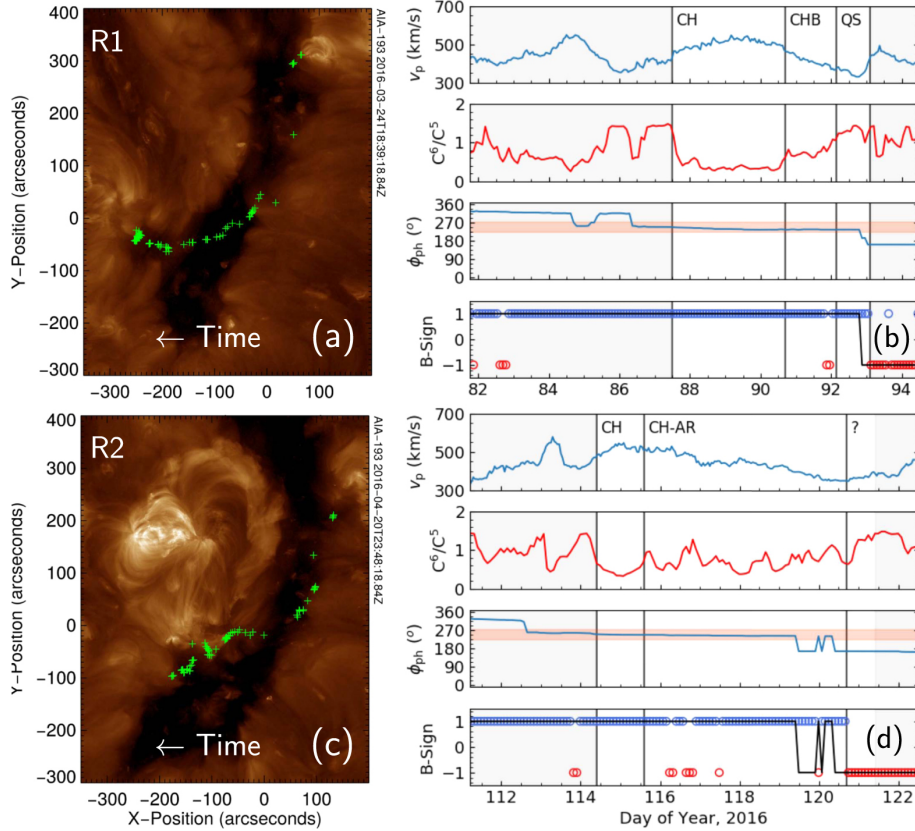 R1
AIA-193 2016-03-24T18:39:18.84Z
Y-Position (arcseconds)
400
300
200
100
0
-100
-200
-300
-300 -200 -100 0 100
← Time (a)
CH CHB QS
v_p (km/s)
700
500
300
C⁶/C⁵
2
1
0
ϕ_ph (°)
360
270
180
90
0
B-Sign
1
0
-1
(b)
82 84 86 88 90 92 94
R2
AIA-193 2016-04-20T23:48:18.84Z
Y-Position (arcseconds)
400
300
200
100
0
-100
-200
-300
← Time (c)
-300 -200 -100 0 100
X-Position (arcseconds)
CH CH-AR ?
v_p (km/s)
700
500
300
C⁶/C⁵
2
1
0
ϕ_ph (°)
360
270
180
90
0
B-Sign
1
0
-1
(d)
112 114 116 118 120 122
Day of Year, 2016